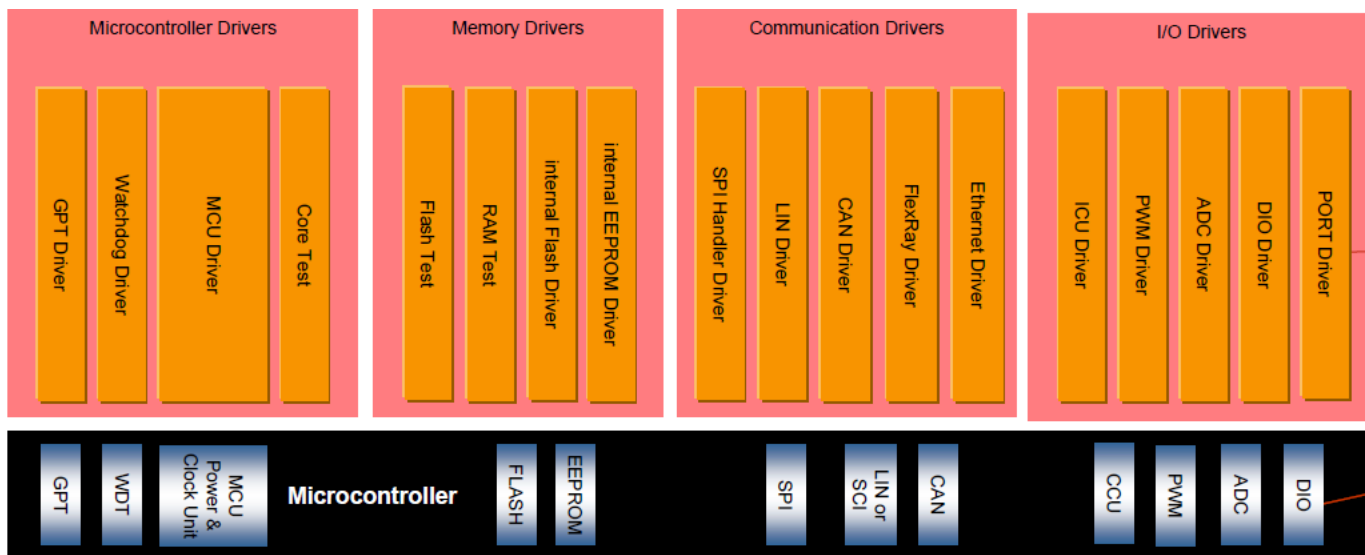 Microcontroller Drivers
GPT Driver
Watchdog Driver
MCU Driver
Core Test
Memory Drivers
Flash Test
RAM Test
internal Flash Driver
internal EEPROM Driver
Communication Drivers
SPI Handler Driver
LIN Driver
CAN Driver
FlexRay Driver
Ethernet Driver
I/O Drivers
ICU Driver
PWM Driver
ADC Driver
DIO Driver
PORT Driver
GPT
WDT
MCU
Power &
Clock Unit
Microcontroller
FLASH
EEPROM
SPI
LIN or
SCI
CAN
CCU
PWM
ADC
DIO